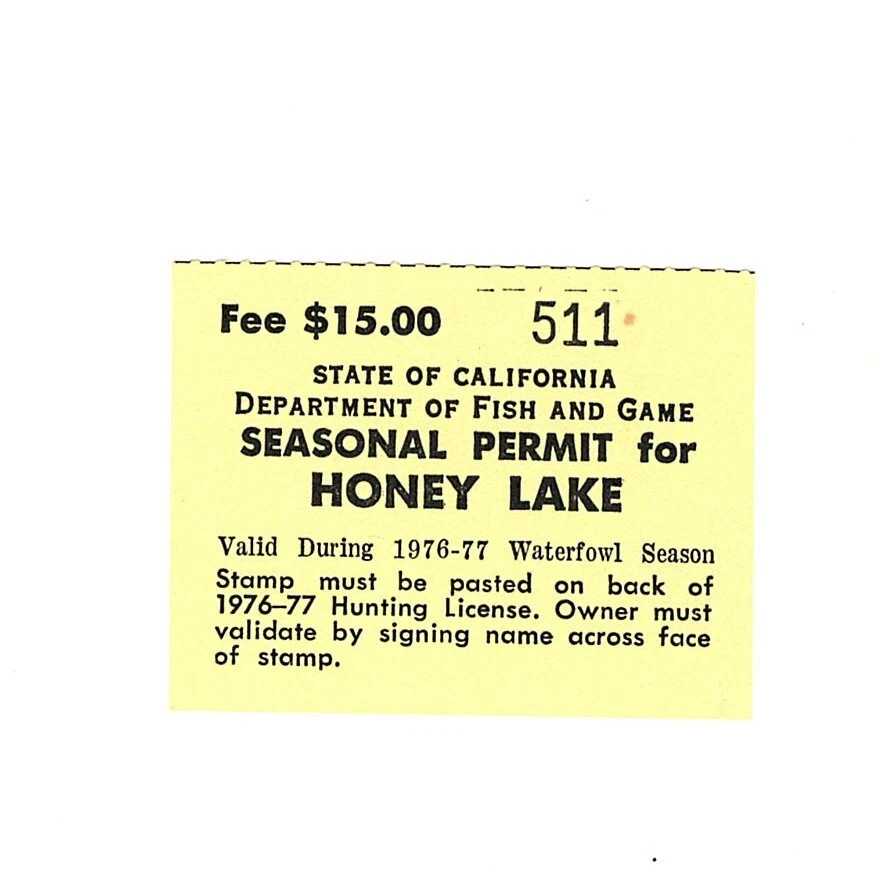 Fee $15.00 511
STATE OF CALIFORNIA
DEPARTMENT OF FISH AND GAME
SEASONAL PERMIT for
HONEY LAKE
Valid During 1976-77 Waterfowl Season
Stamp must be pasted on back of
1976–77 Hunting License. Owner must
validate by signing name across face
of stamp.